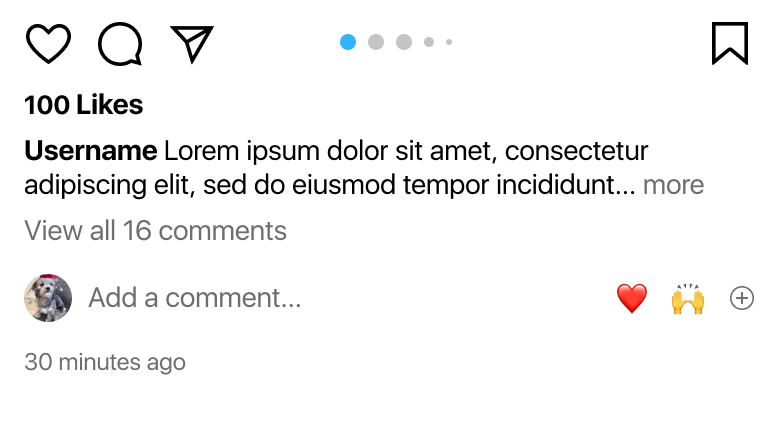 100 Likes
Username Lorem ipsum dolor sit amet, consectetur
adipiscing elit, sed do eiusmod tempor incididunt... more
View all 16 comments
Add a comment...
30 minutes ago